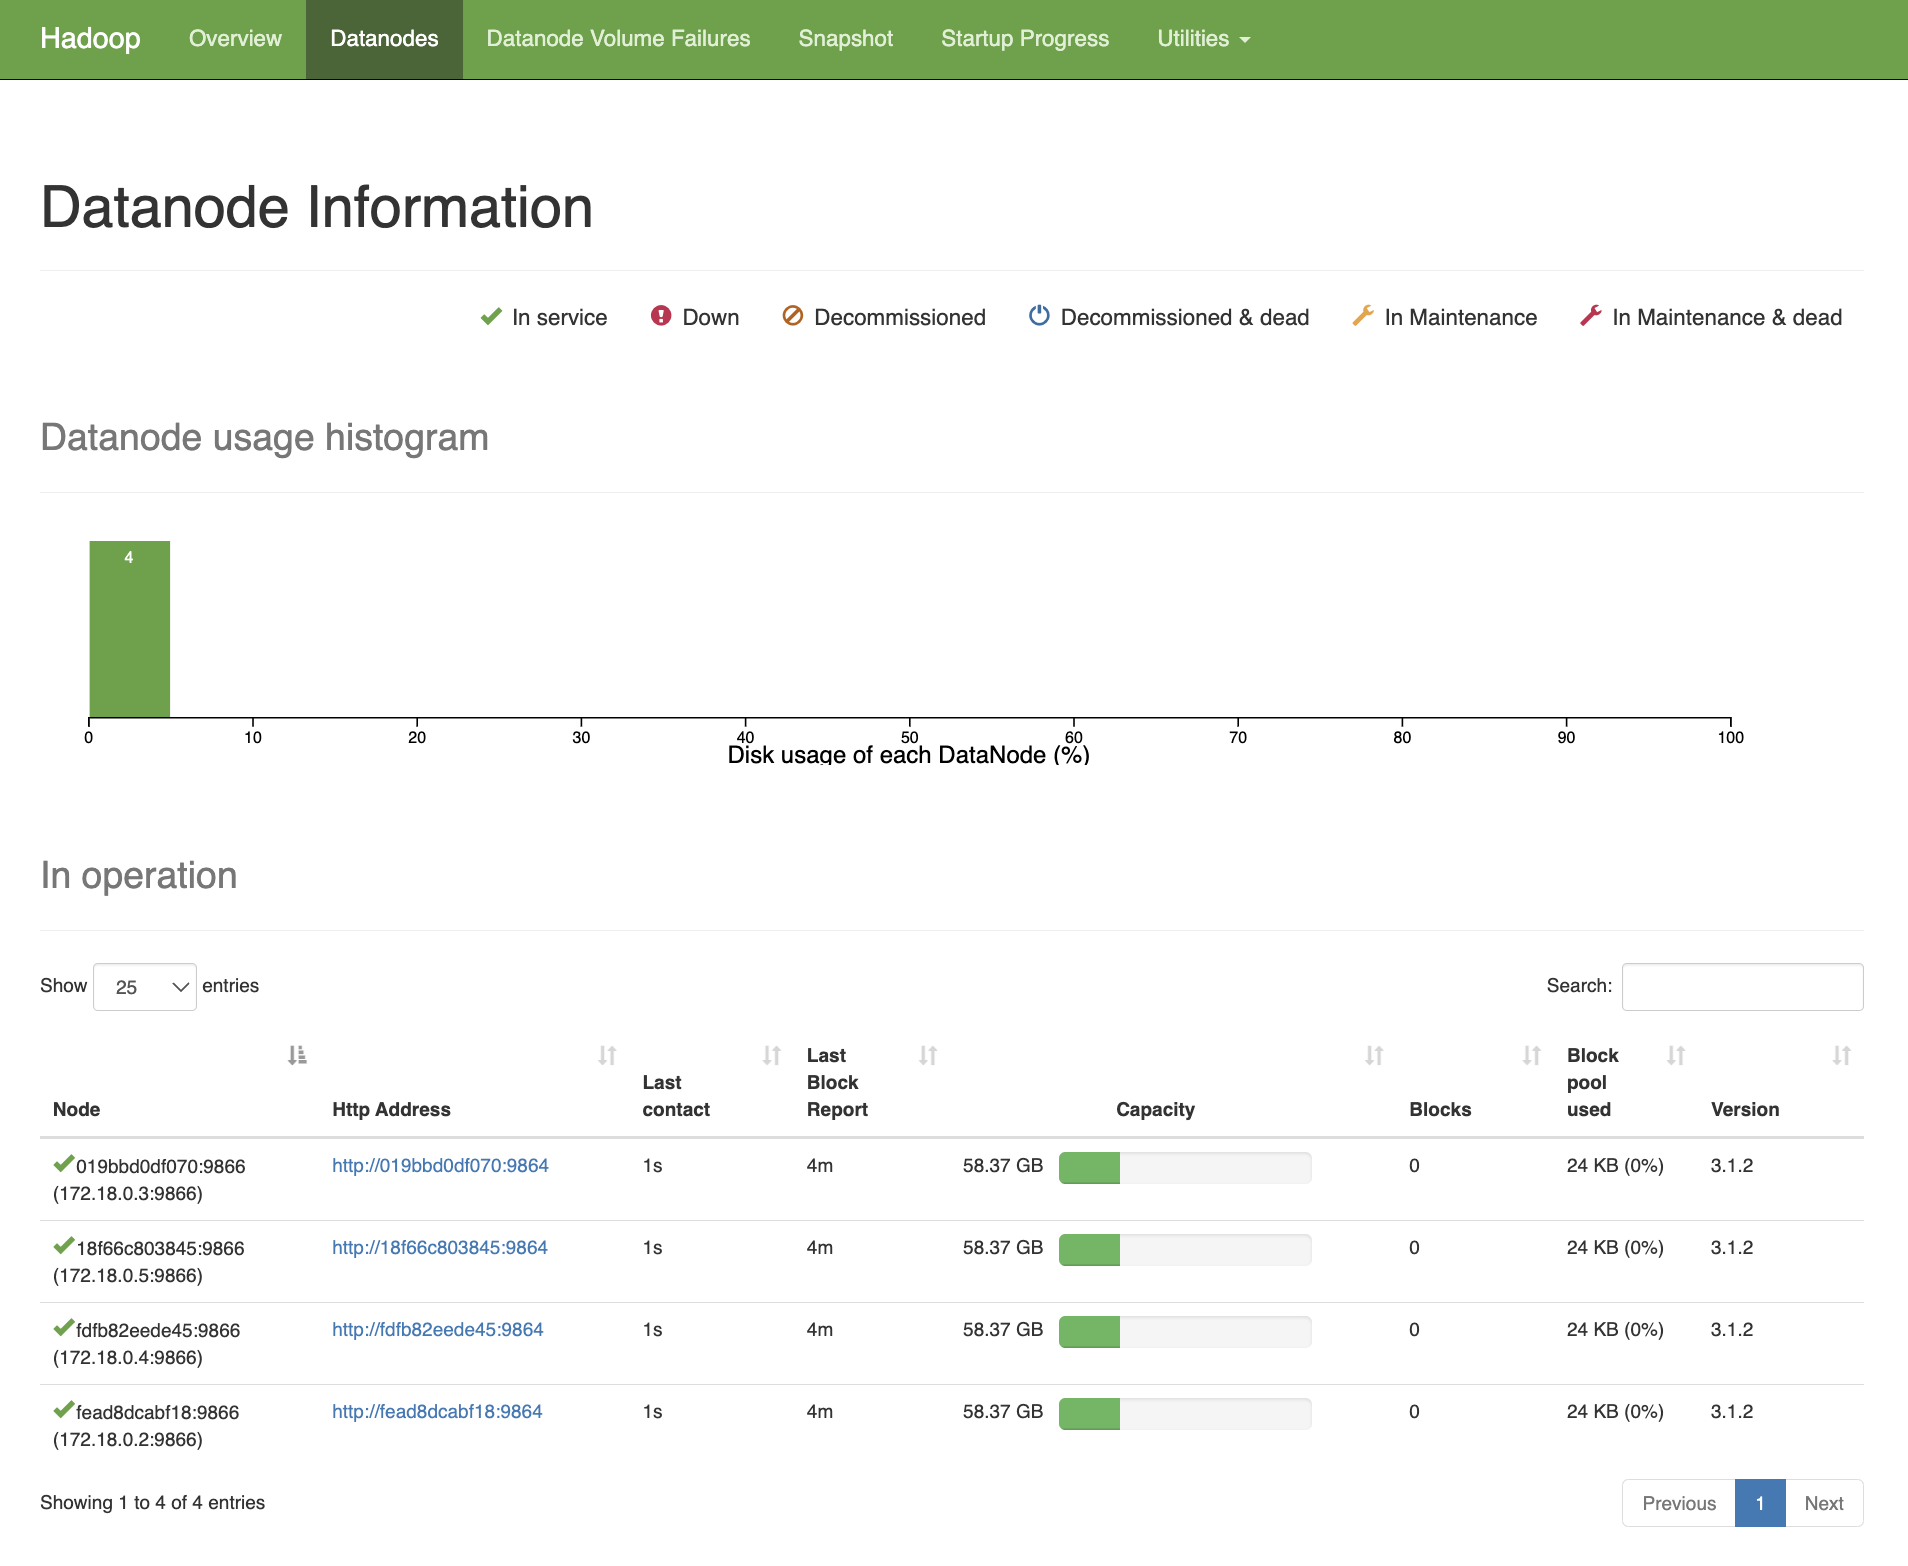 Hadoop Overview Datanodes Datanode Volume Failures Snapshot Startup Progress Utilities
Datanode Information
In service Down Decommissioned Decommissioned & dead In Maintenance In Maintenance & dead
Datanode usage histogram
4
0 10 20 30 40 50 60 70 80 90 100
Disk usage of each DataNode (%)
In operation
Show 25 entries Search:
Node Http Address Last contact Last Block Report Capacity Blocks Block pool used Version
019bbd0df070:9866 http://019bbd0df070:9864 1s 4m 58.37 GB 0 24 KB (0%) 3.1.2
(172.18.0.3:9866)
18f66c803845:9866 http://18f66c803845:9864 1s 4m 58.37 GB 0 24 KB (0%) 3.1.2
(172.18.0.5:9866)
fdfb82eede45:9866 http://fdfb82eede45:9864 1s 4m 58.37 GB 0 24 KB (0%) 3.1.2
(172.18.0.4:9866)
fead8dcabf18:9866 http://fead8dcabf18:9864 1s 4m 58.37 GB 0 24 KB (0%) 3.1.2
(172.18.0.2:9866)
Showing 1 to 4 of 4 entries Previous 1 Next